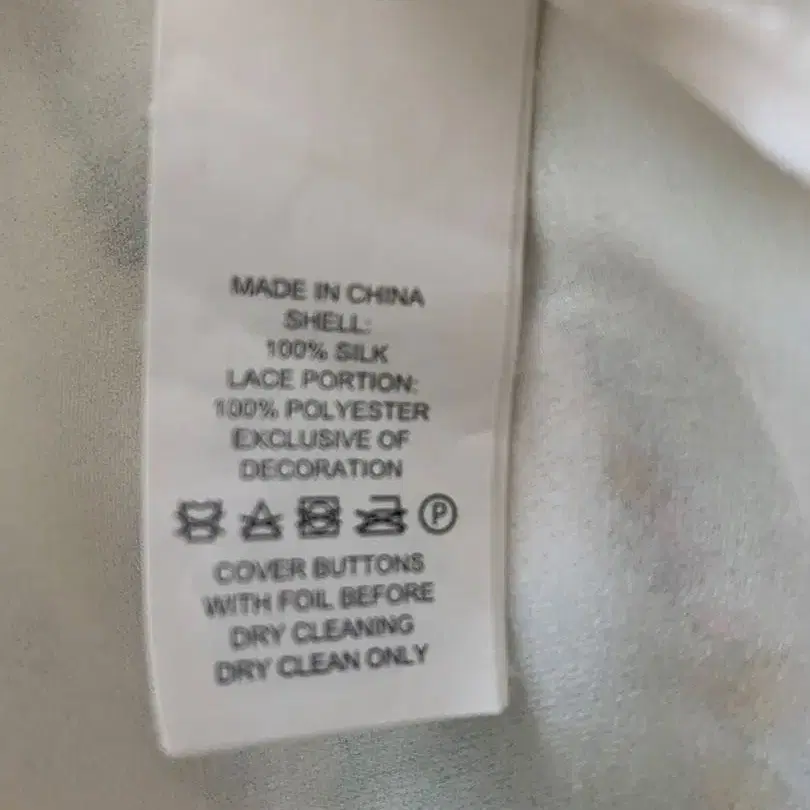 MADE IN CHINA
SHELL:
100% SILK
LACE PORTION:
100% POLYESTER
EXCLUSIVE OF
DECORATION
P
COVER BUTTONS
WITH FOIL BEFORE
DRY CLEANING
DRY CLEAN ONLY